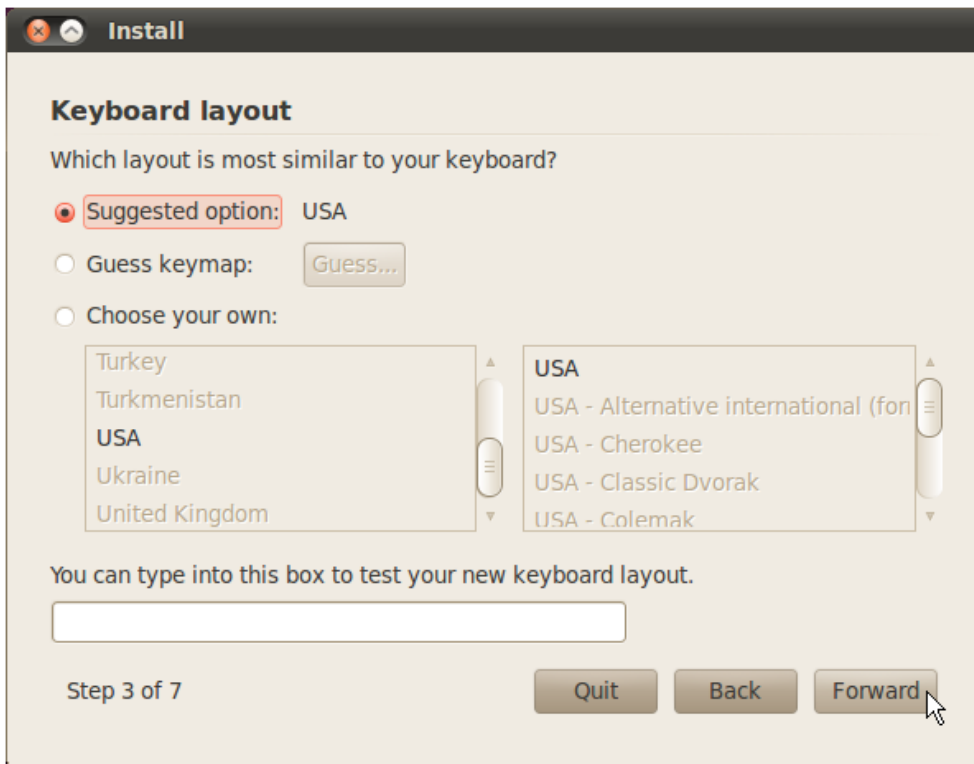 Install
Keyboard layout
Which layout is most similar to your keyboard?
Suggested option: USA
Guess keymap: Guess...
Choose your own:
Turkey
Turkmenistan
USA
Ukraine
United Kingdom
USA
USA - Alternative international (for
USA - Cherokee
USA - Classic Dvorak
USA - Colemak
You can type into this box to test your new keyboard layout.
Step 3 of 7 Quit Back Forward